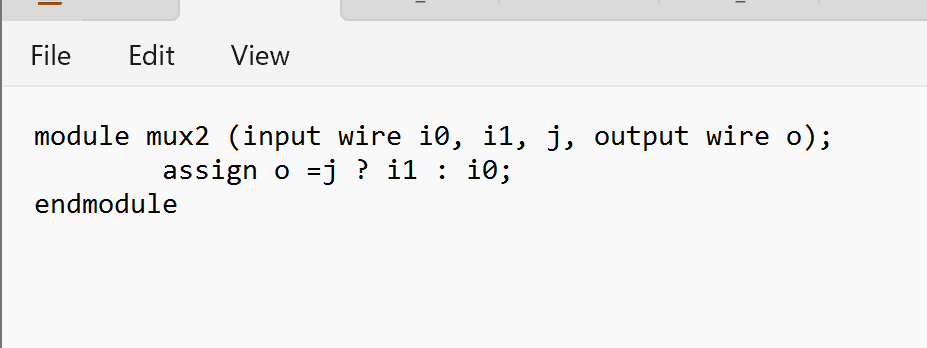 File Edit View
module mux2 (input wire i0, i1, j, output wire o);
        assign o =j ? i1 : i0;
endmodule